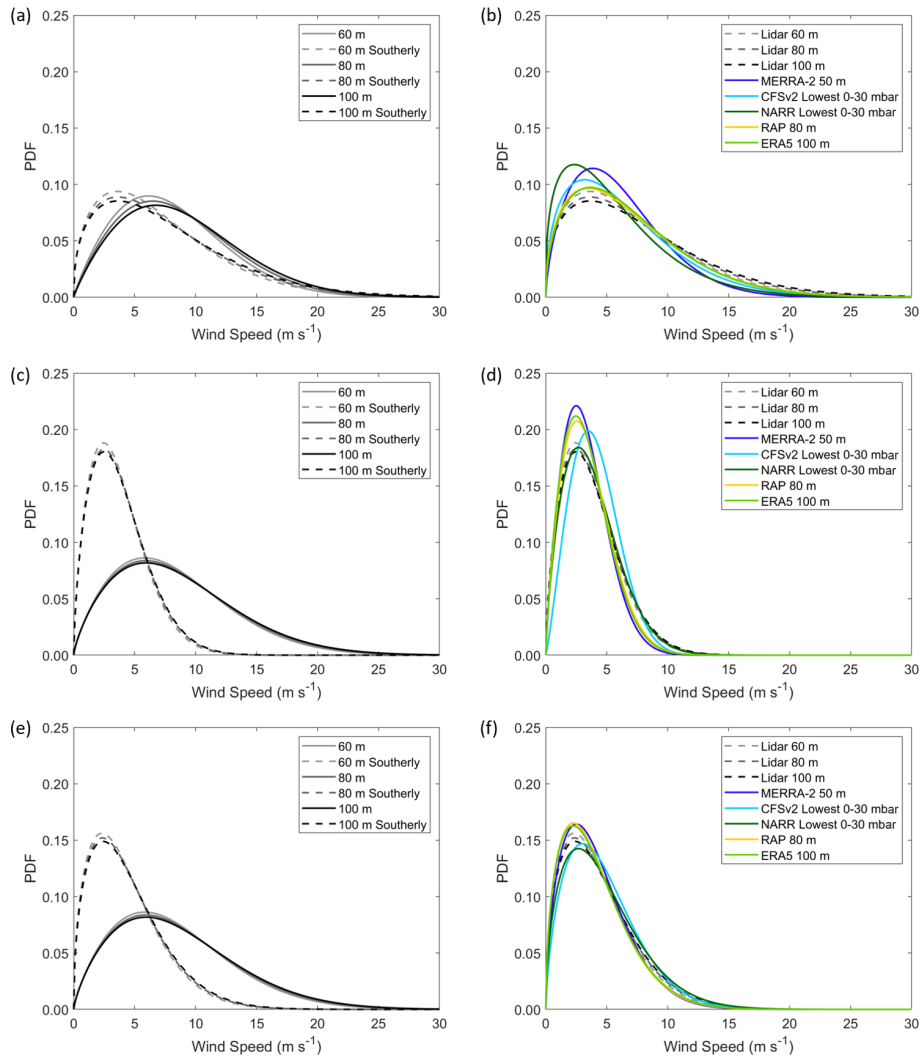 (a)
0.25
0.20
0.15
0.10
0.05
0.00
PDF
0 5 10 15 20 25 30
Wind Speed (m s⁻¹)
60 m
60 m Southerly
80 m
80 m Southerly
100 m
100 m Southerly
(b)
0.25
0.20
0.15
0.10
0.05
0.00
PDF
0 5 10 15 20 25 30
Wind Speed (m s⁻¹)
Lidar 60 m
Lidar 80 m
Lidar 100 m
MERRA-2 50 m
CFSv2 Lowest 0-30 mbar
NARR Lowest 0-30 mbar
RAP 80 m
ERA5 100 m
(c)
0.25
0.20
0.15
0.10
0.05
0.00
PDF
0 5 10 15 20 25 30
Wind Speed (m s⁻¹)
60 m
60 m Southerly
80 m
80 m Southerly
100 m
100 m Southerly
(d)
0.25
0.20
0.15
0.10
0.05
0.00
PDF
0 5 10 15 20 25 30
Wind Speed (m s⁻¹)
Lidar 60 m
Lidar 80 m
Lidar 100 m
MERRA-2 50 m
CFSv2 Lowest 0-30 mbar
NARR Lowest 0-30 mbar
RAP 80 m
ERA5 100 m
(e)
0.25
0.20
0.15
0.10
0.05
0.00
PDF
0 5 10 15 20 25 30
Wind Speed (m s⁻¹)
60 m
60 m Southerly
80 m
80 m Southerly
100 m
100 m Southerly
(f)
0.25
0.20
0.15
0.10
0.05
0.00
PDF
0 5 10 15 20 25 30
Wind Speed (m s⁻¹)
Lidar 60 m
Lidar 80 m
Lidar 100 m
MERRA-2 50 m
CFSv2 Lowest 0-30 mbar
NARR Lowest 0-30 mbar
RAP 80 m
ERA5 100 m